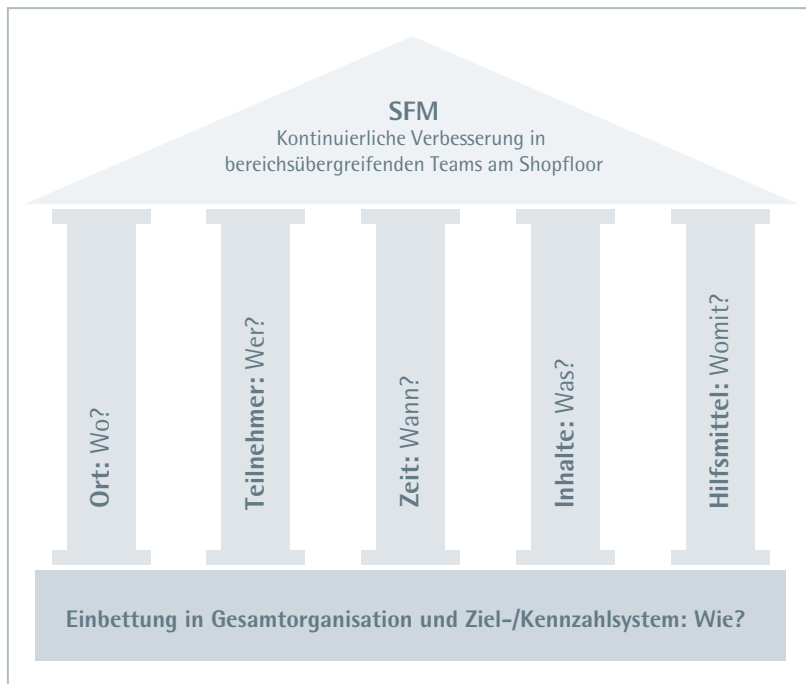 SFM
Kontinuierliche Verbesserung in
bereichsübergreifenden Teams am Shopfloor
Ort: Wo?
Teilnehmer: Wer?
Zeit: Wann?
Inhalte: Was?
Hilfsmittel: Womit?
Einbettung in Gesamtorganisation und Ziel-/Kennzahlsystem: Wie?